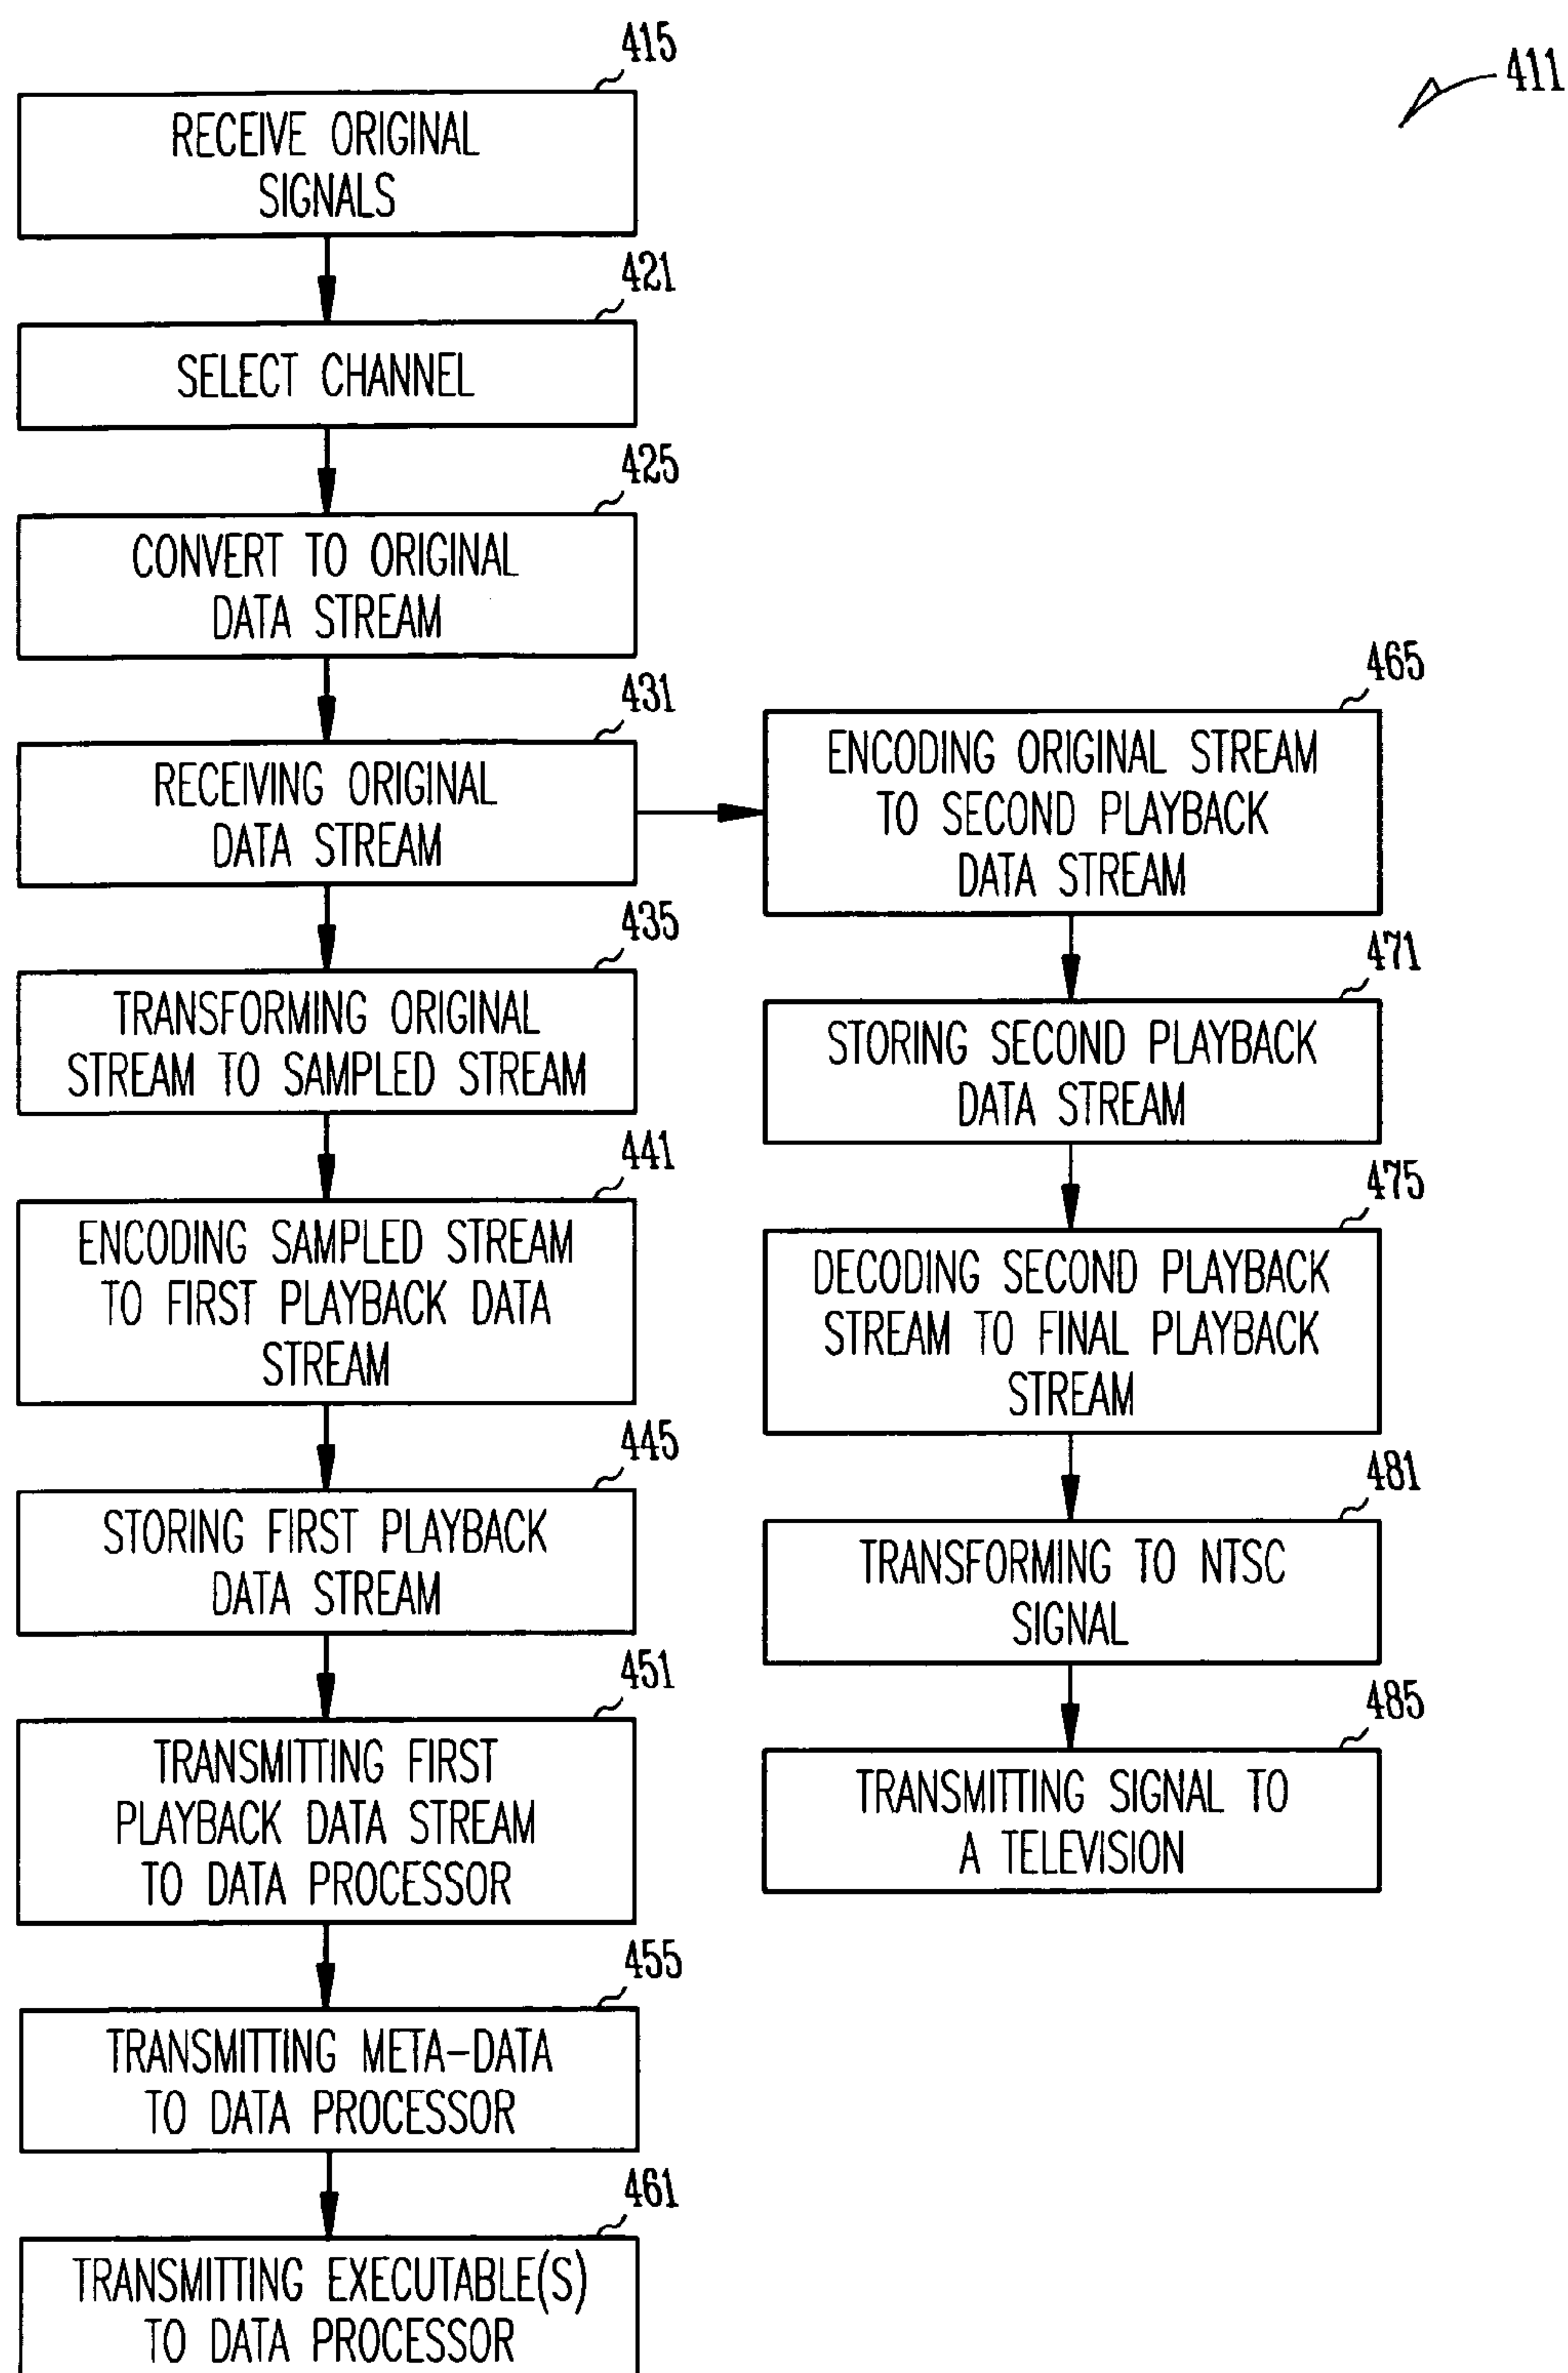 411
415
RECEIVE ORIGINAL
SIGNALS
421
SELECT CHANNEL
425
CONVERT TO ORIGINAL
DATA STREAM
431
RECEIVING ORIGINAL
DATA STREAM
435
TRANSFORMING ORIGINAL
STREAM TO SAMPLED STREAM
441
ENCODING SAMPLED STREAM
TO FIRST PLAYBACK DATA
STREAM
445
STORING FIRST PLAYBACK
DATA STREAM
451
TRANSMITTING FIRST
PLAYBACK DATA STREAM
TO DATA PROCESSOR
455
TRANSMITTING META-DATA
TO DATA PROCESSOR
461
TRANSMITTING EXECUTABLE(S)
TO DATA PROCESSOR
465
ENCODING ORIGINAL STREAM
TO SECOND PLAYBACK
DATA STREAM
471
STORING SECOND PLAYBACK
DATA STREAM
475
DECODING SECOND PLAYBACK
STREAM TO FINAL PLAYBACK
STREAM
481
TRANSFORMING TO NTSC
SIGNAL
485
TRANSMITTING SIGNAL TO
A TELEVISION